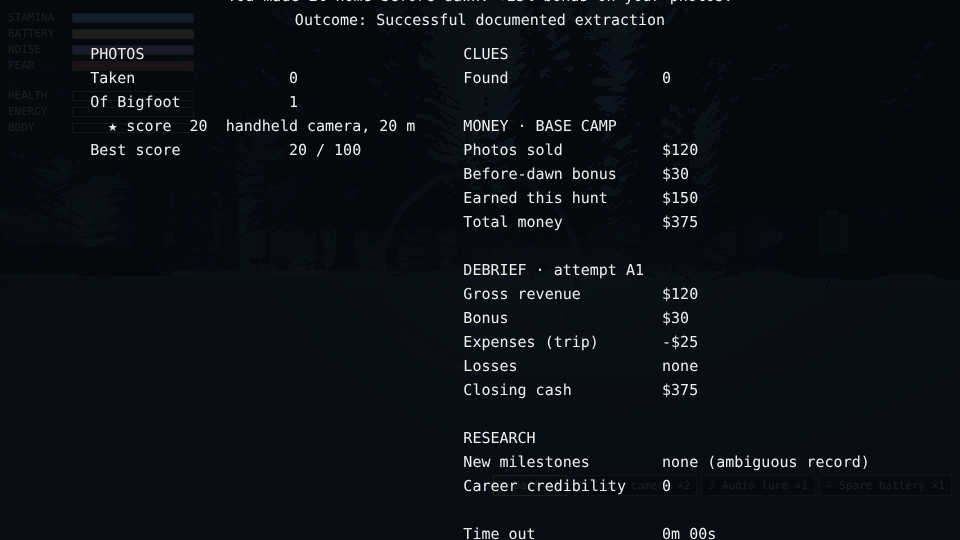 Outcome: Successful documented extraction
STAMINA
BATTERY
NOISE
FEAR
HEALTH
ENERGY
BODY
PHOTOS
Taken 0
Of Bigfoot 1
★ score 20 handheld camera, 20 m
Best score 20 / 100
CLUES
Found 0
MONEY · BASE CAMP
Photos sold $120
Before-dawn bonus $30
Earned this hunt $150
Total money $375
DEBRIEF · attempt A1
Gross revenue $120
Bonus $30
Expenses (trip) -$25
Losses none
Closing cash $375
RESEARCH
New milestones none (ambiguous record)
Career credibility 0
×2 3 Audio lure ×1 4 Spare battery ×1
Time out 0m 00s